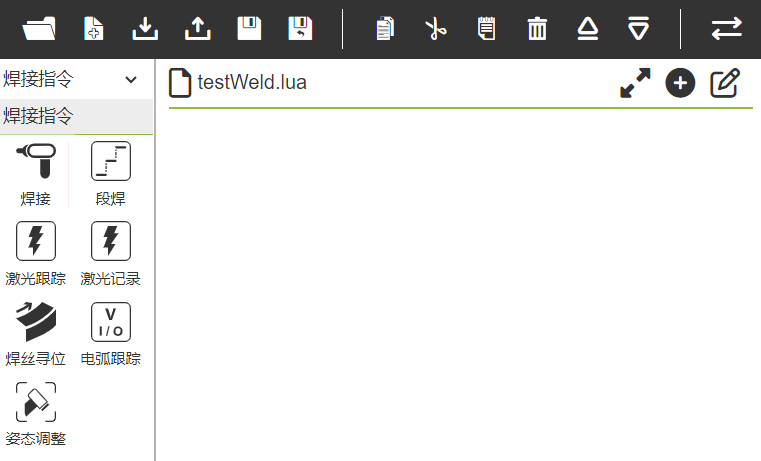 焊接指令
testWeld.lua
焊接指令
焊接
段焊
激光跟踪
激光记录
V
I / O
焊丝寻位
电弧跟踪
姿态调整